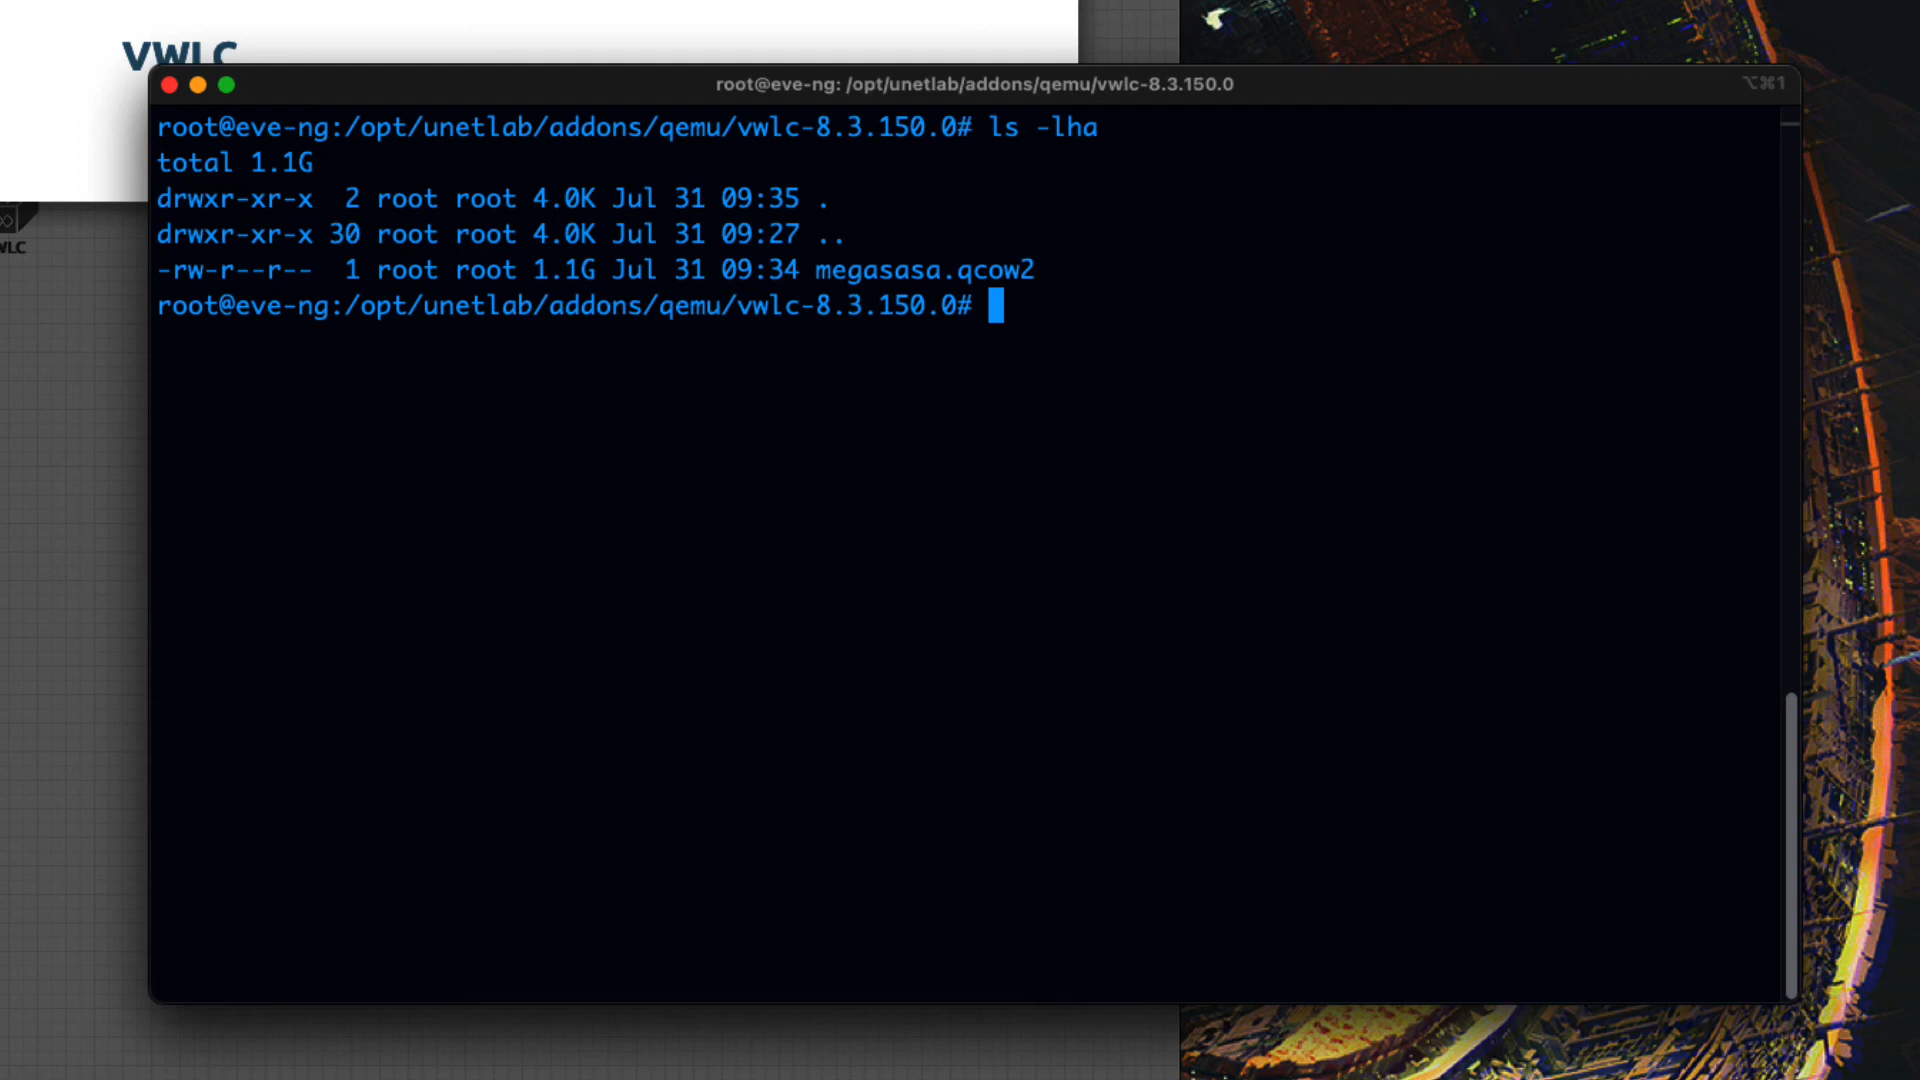 VWLC
root@eve-ng: /opt/unetlab/addons/qemu/vwlc-8.3.150.0
⌥⌘1
root@eve-ng:/opt/unetlab/addons/qemu/vwlc-8.3.150.0# ls -lha
total 1.1G
drwxr-xr-x  2 root root 4.0K Jul 31 09:35 .
drwxr-xr-x 30 root root 4.0K Jul 31 09:27 ..
-rw-r--r--  1 root root 1.1G Jul 31 09:34 megasasa.qcow2
root@eve-ng:/opt/unetlab/addons/qemu/vwlc-8.3.150.0#
WLC